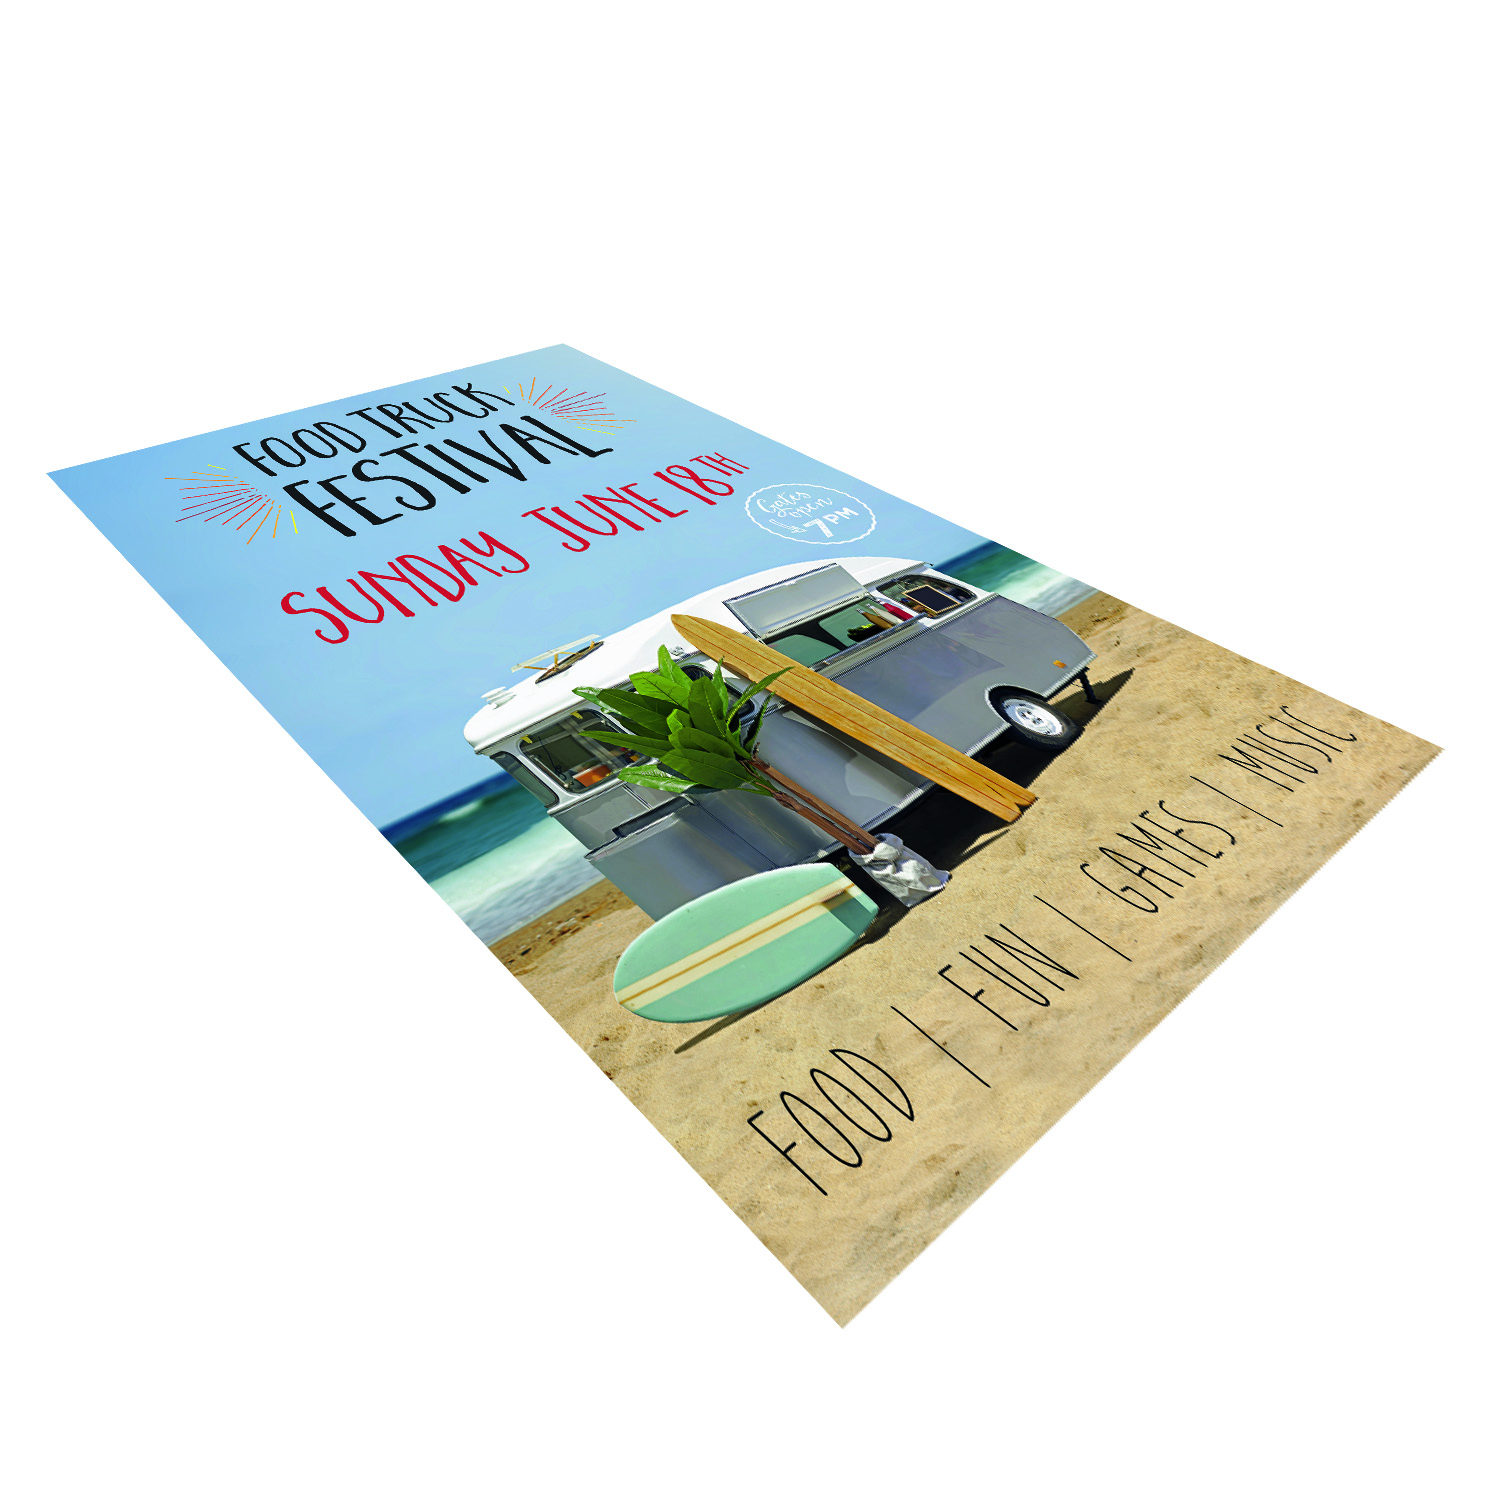 FOOD TRUCK
FESTIVAL
SUNDAY JUNE 18TH
Gates
open
7PM
FOOD | FUN | GAMES | MUSIC